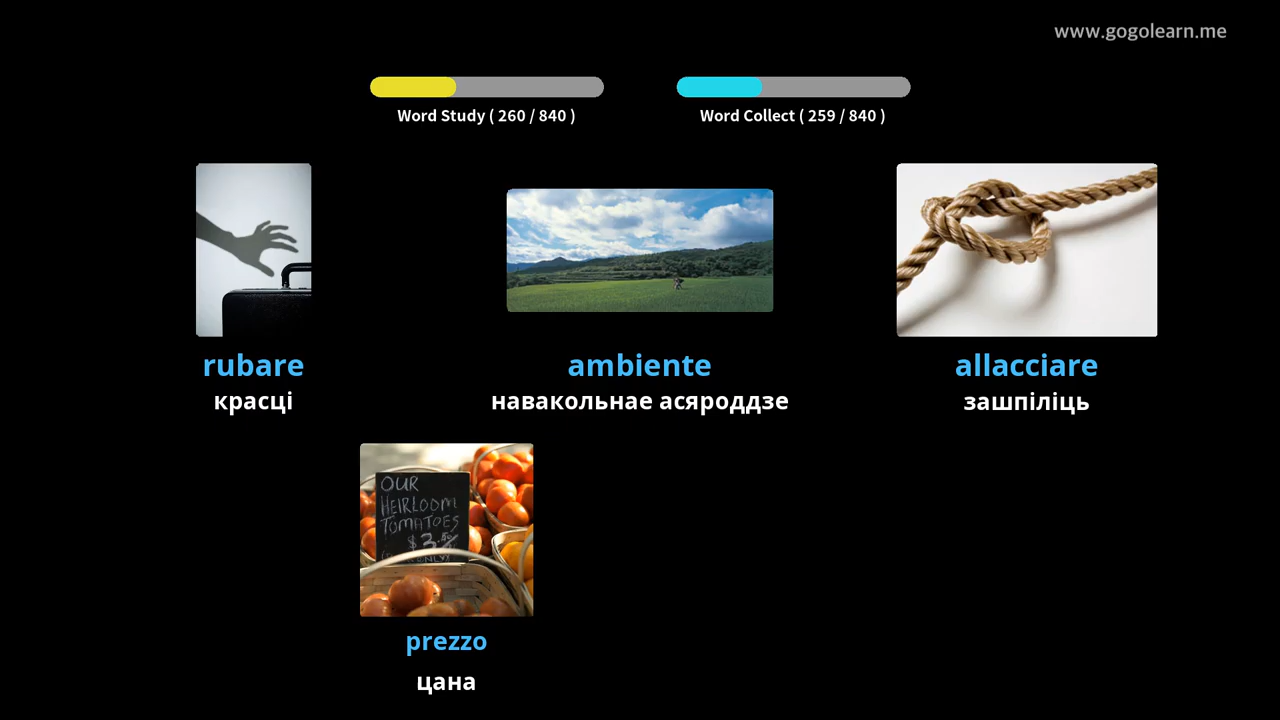 www.gogolearn.me
Word Study ( 260 / 840 )
Word Collect ( 259 / 840 )
rubare
красці
ambiente
навакольнае асяроддзе
allacciare
зашпіліць
OUR
HEIRLOOM
TOMATOES
prezzo
цана